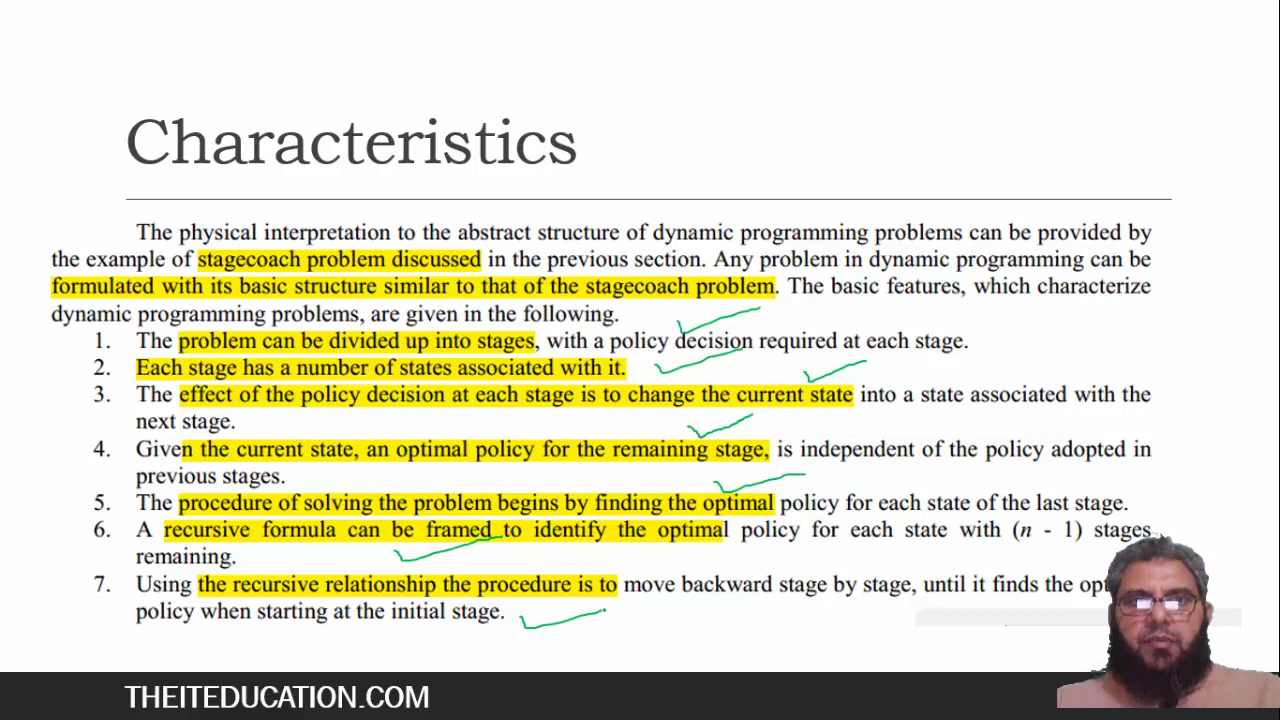 Characteristics
The physical interpretation to the abstract structure of dynamic programming problems can be provided by
the example of stagecoach problem discussed in the previous section. Any problem in dynamic programming can be
formulated with its basic structure similar to that of the stagecoach problem. The basic features, which characterize
dynamic programming problems, are given in the following.
1. The problem can be divided up into stages, with a policy decision required at each stage.
2. Each stage has a number of states associated with it.
3. The effect of the policy decision at each stage is to change the current state into a state associated with the
next stage.
4. Given the current state, an optimal policy for the remaining stage, is independent of the policy adopted in
previous stages.
5. The procedure of solving the problem begins by finding the optimal policy for each state of the last stage.
6. A recursive formula can be framed to identify the optimal policy for each state with (n - 1) stages
remaining.
7. Using the recursive relationship the procedure is to move backward stage by stage, until it finds the
policy when starting at the initial stage.
THEITEDUCATION.COM